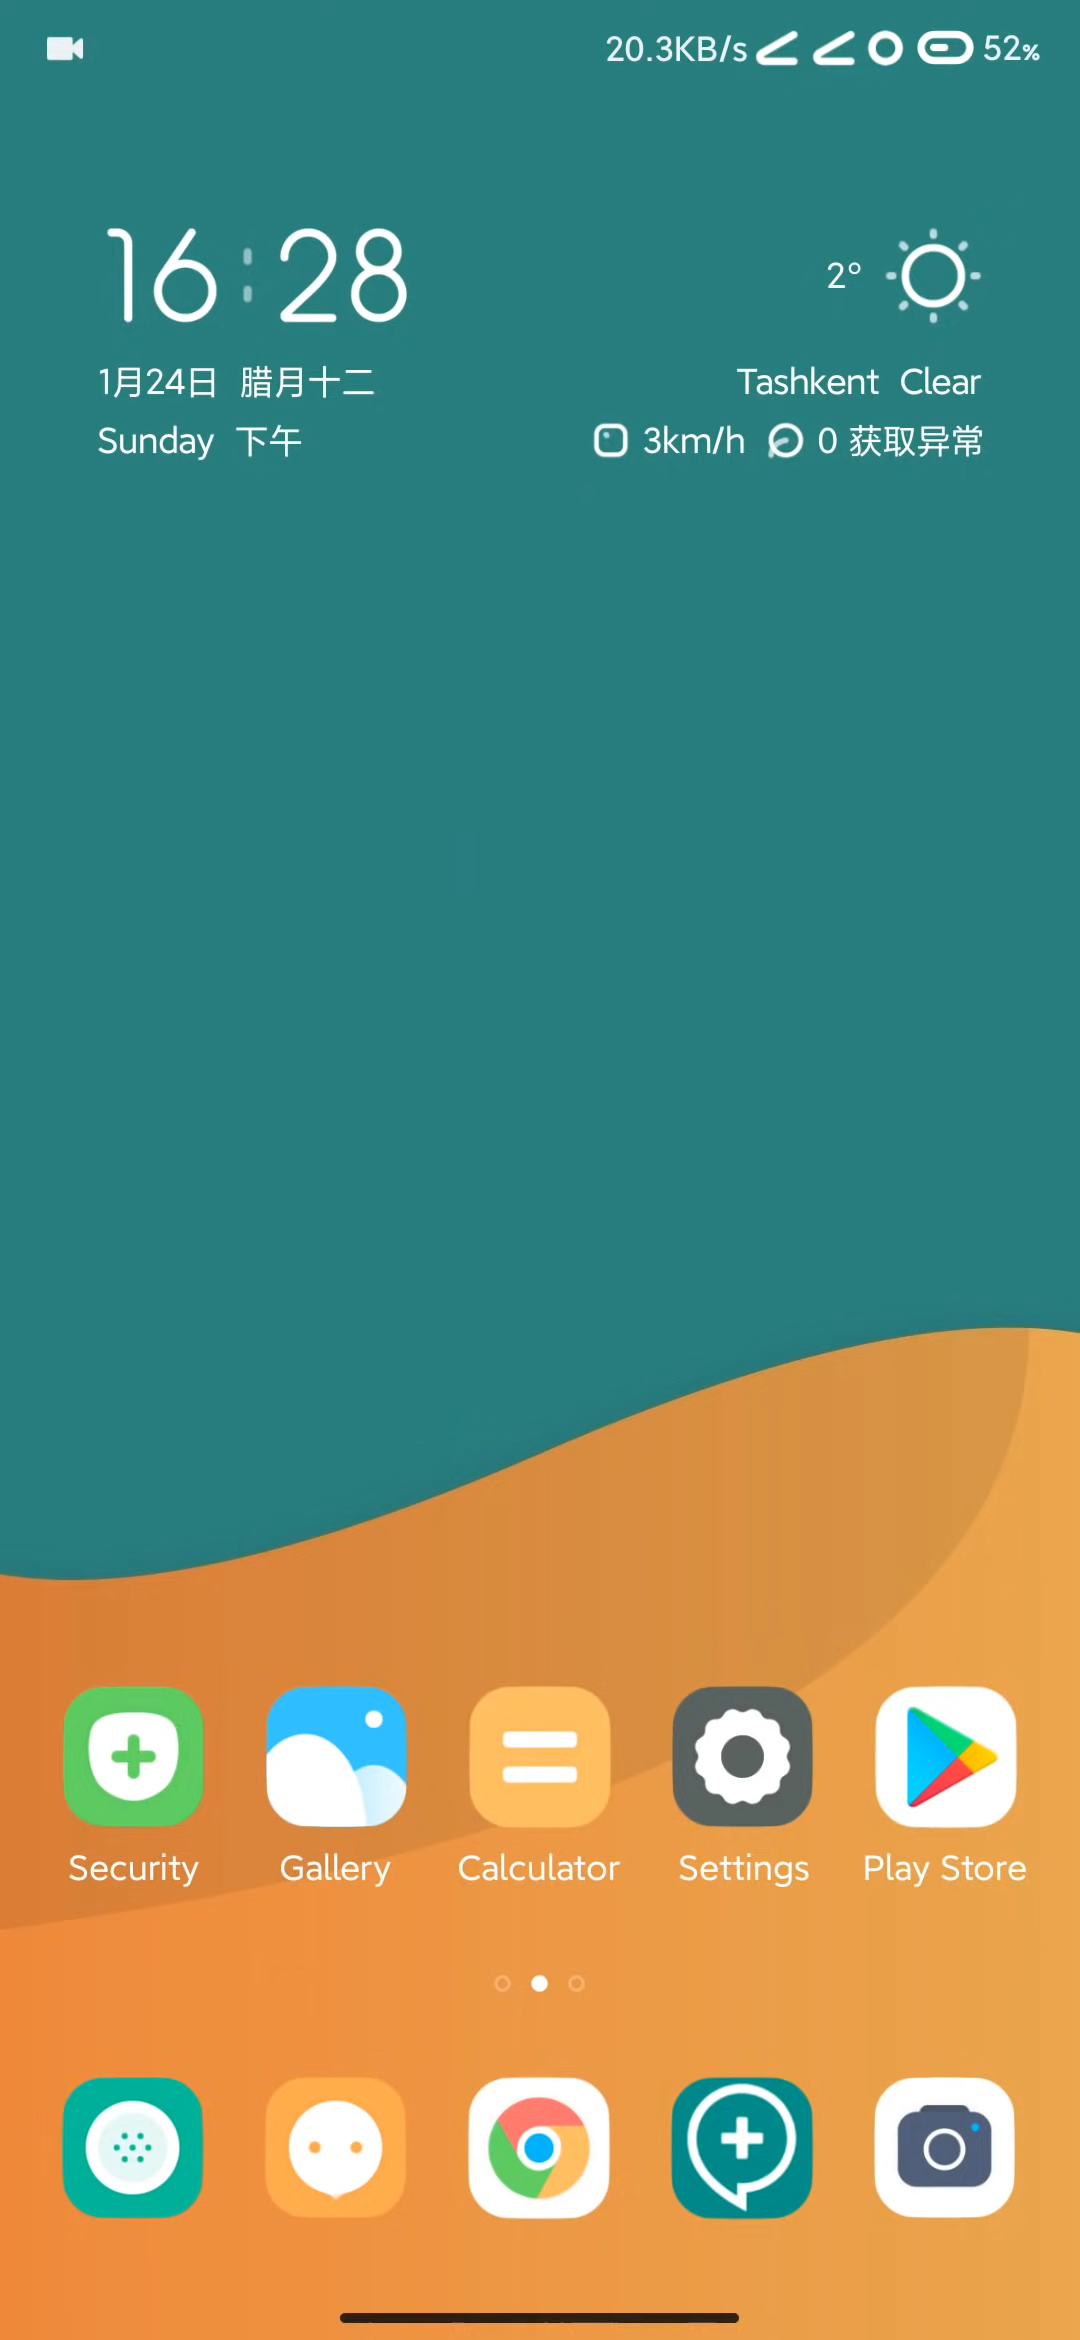 20.3KB/s 52%
16:28
2°
1月24日 腊月十二
Tashkent Clear
Sunday 下午
3km/h 0 获取异常
Security Gallery Calculator Settings Play Store